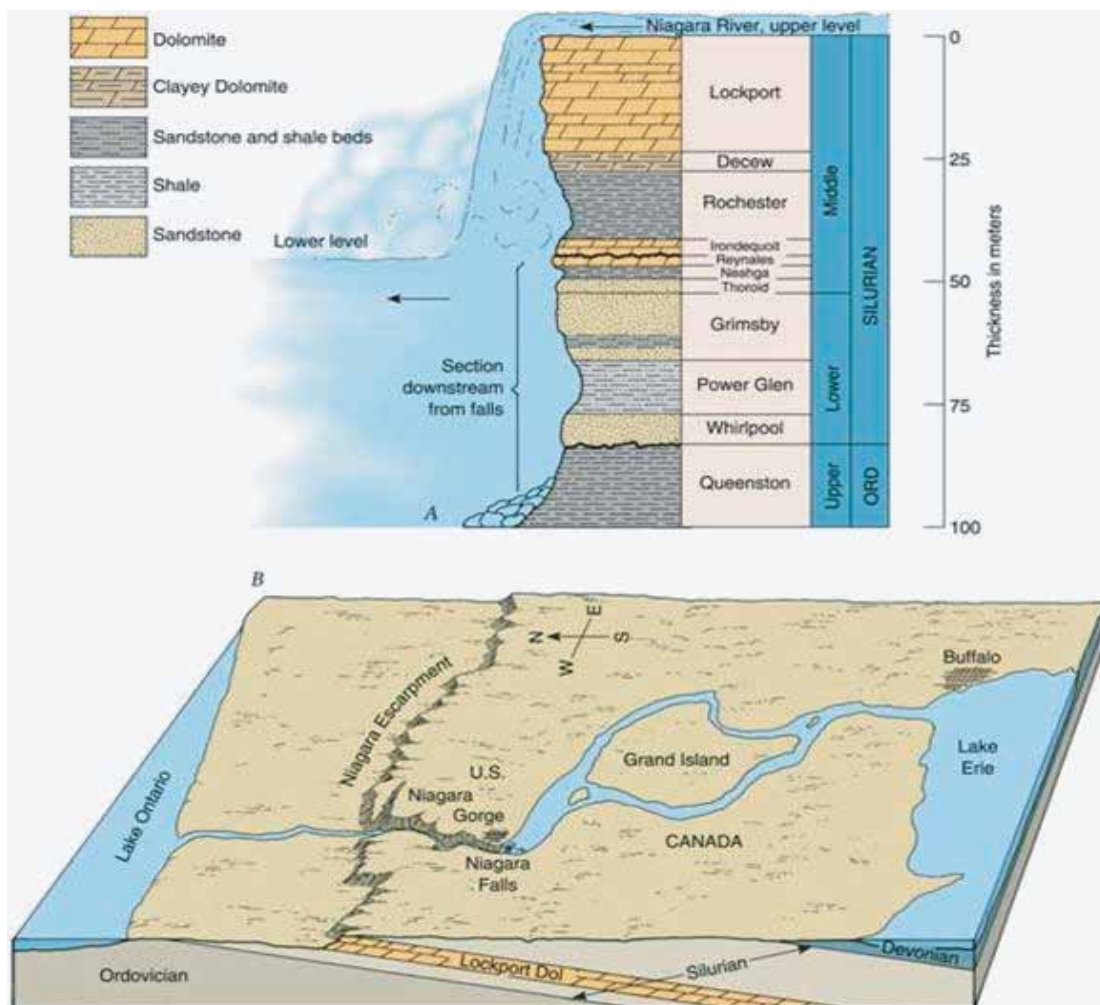 Dolomite
Clayey Dolomite
Sandstone and shale beds
Shale
Sandstone
Niagara River, upper level
Lower level
Section
downstream
from falls
A
Lockport
Decew
Rochester
Irondequoit
Reynales
Neahga
Thoroid
Grimsby
Power Glen
Whirlpool
Queenston
Middle
Lower
Upper
SILURIAN
ORD
0
25
50
75
100
Thickness in meters
B
N
E
S
W
Niagara Escarpment
Lake Ontario
U.S.
Niagara
Gorge
Niagara
Falls
Grand Island
CANADA
Buffalo
Lake
Erie
Ordovician
Lockport Dol
Silurian
Devonian